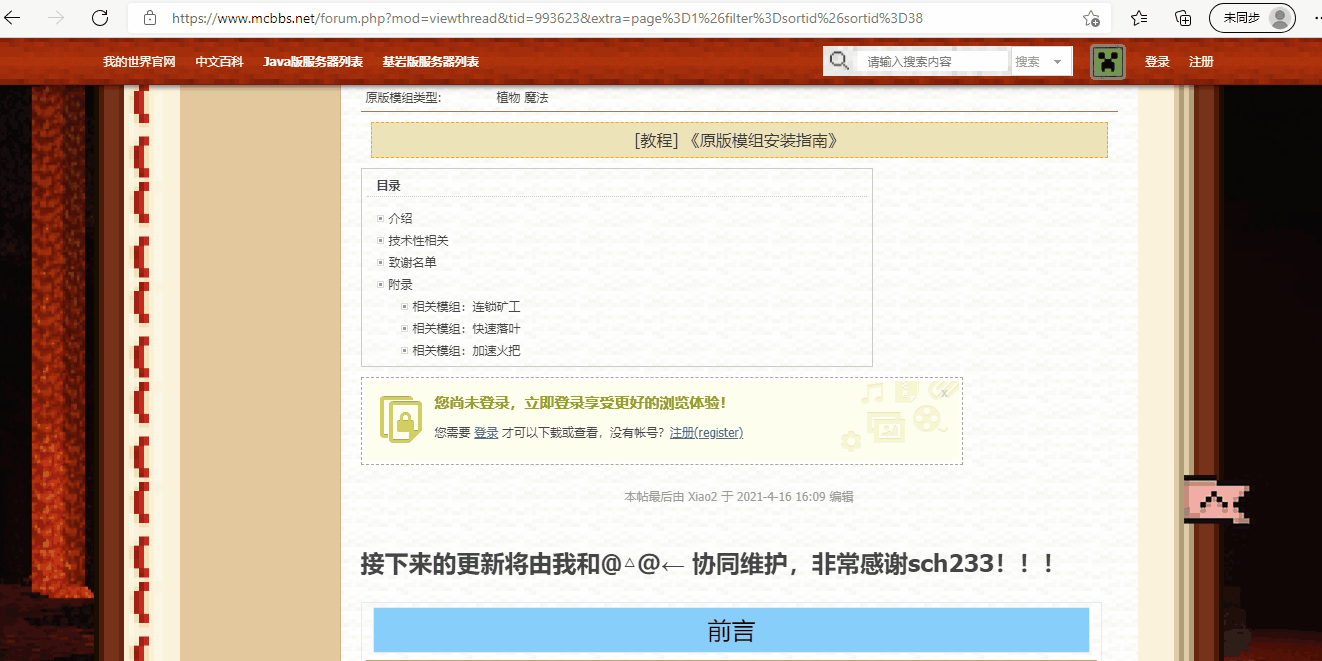 https://www.mcbbs.net/forum.php?mod=viewthread&tid=993623&extra=page%3D1%26filter%3Dsortid%26sortid%3D38
未同步
我的世界官网 中文百科 Java版服务器列表 基岩版服务器列表 请输入搜索内容 搜索 登录 注册
原版模组类型: 植物 魔法
[教程] 《原版模组安装指南》
目录
介绍
技术性相关
致谢名单
附录
相关模组：连锁矿工
相关模组：快速落叶
相关模组：加速火把
您尚未登录，立即登录享受更好的浏览体验！
x
您需要 登录 才可以下载或查看，没有帐号？注册(register)
本帖最后由 Xiao2 于 2021-4-16 16:09 编辑
接下来的更新将由我和@△@← 协同维护，非常感谢sch233！！！
前言